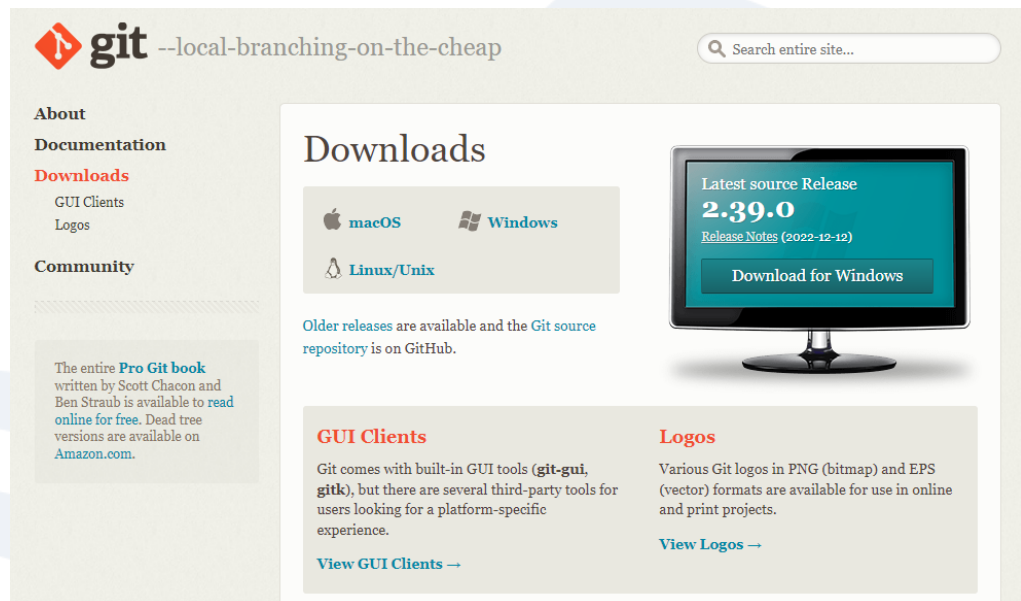 git --local-branching-on-the-cheap
Search entire site...
About
Documentation
Downloads
GUI Clients
Logos
Community
The entire Pro Git book
written by Scott Chacon and
Ben Straub is available to read
online for free. Dead tree
versions are available on
Amazon.com.
Downloads
macOS
Windows
Linux/Unix
Older releases are available and the Git source
repository is on GitHub.
Latest source Release
2.39.0
Release Notes (2022-12-12)
Download for Windows
GUI Clients
Git comes with built-in GUI tools (git-gui,
gitk), but there are several third-party tools for
users looking for a platform-specific
experience.
View GUI Clients →
Logos
Various Git logos in PNG (bitmap) and EPS
(vector) formats are available for use in online
and print projects.
View Logos →